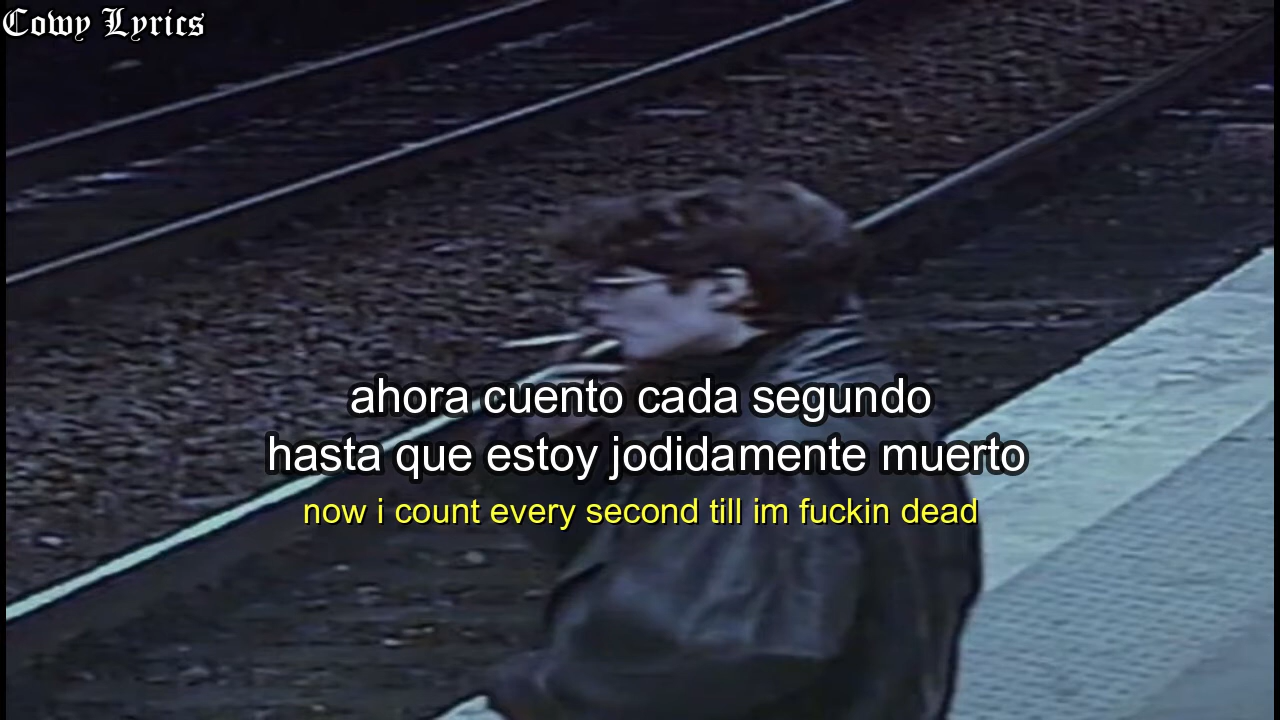 Cowy Lyrics
ahora cuento cada segundo
hasta que estoy jodidamente muerto
now i count every second till im fuckin dead